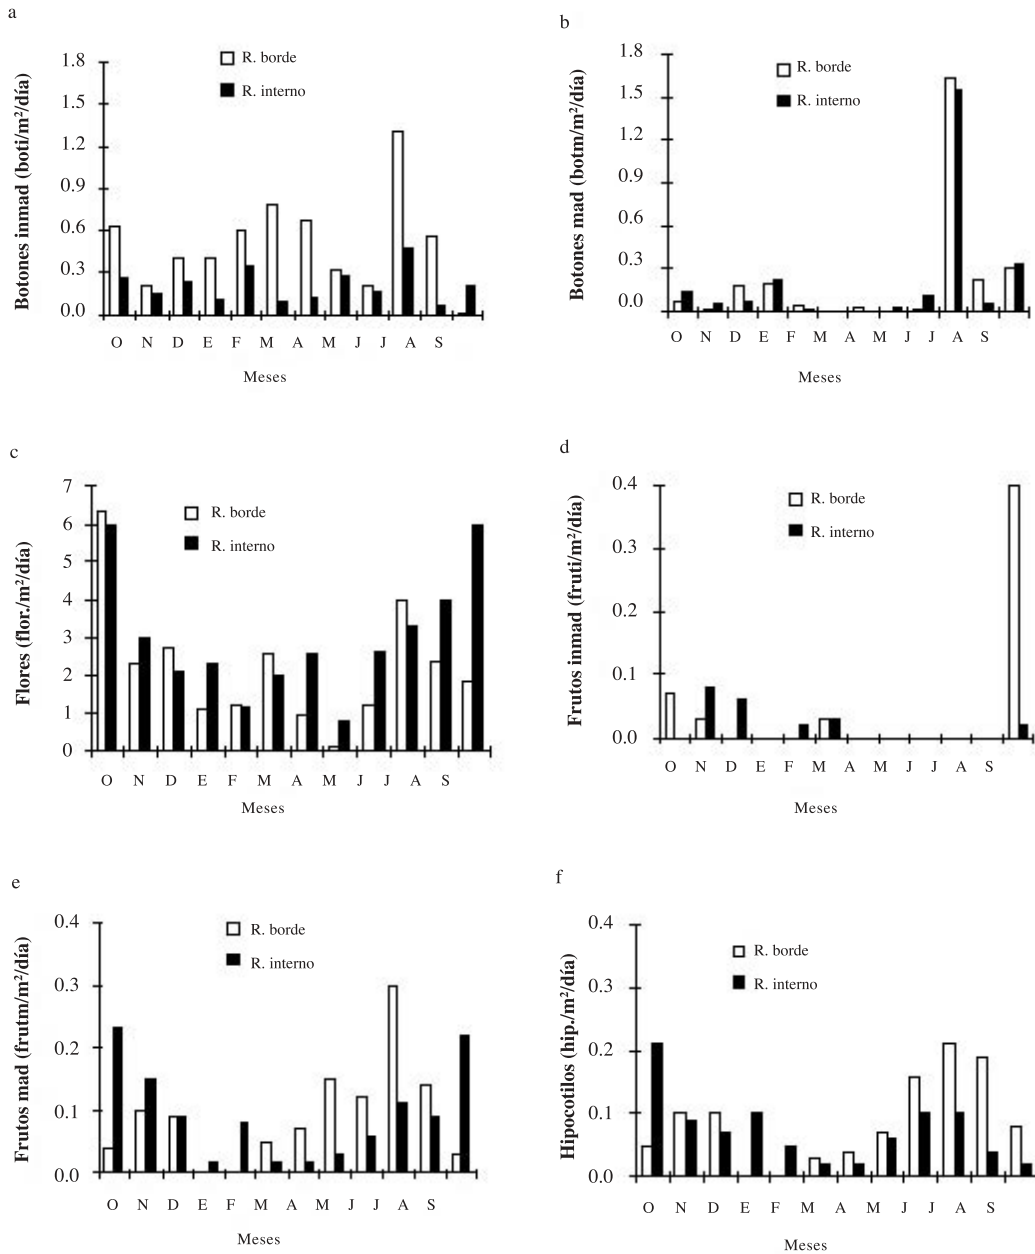 a
Botones inmad (boti/m²/día)
1.8
1.5
1.2
0.9
0.6
0.3
0.0
R. borde
R. interno
O N D E F M A M J J A S
Meses
b
Botones mad (botm/m²/día)
1.8
1.5
1.2
0.9
0.6
0.3
0.0
R. borde
R. interno
O N D E F M A M J J A S
Meses
c
Flores (flor./m²/día)
7
6
5
4
3
2
1
0
R. borde
R. interno
O N D E F M A M J J A S
Meses
d
Frutos inmad (fruti/m²/día)
0.4
0.3
0.2
0.1
0.0
R. borde
R. interno
O N D E F M A M J J A S
Meses
e
Frutos mad (frutm/m²/día)
0.4
0.3
0.2
0.1
0.0
R. borde
R. interno
O N D E F M A M J J A S
Meses
f
Hipocotilos (hip./m²/día)
0.4
0.3
0.2
0.1
0.0
R. borde
R. interno
O N D E F M A M J J A S
Meses